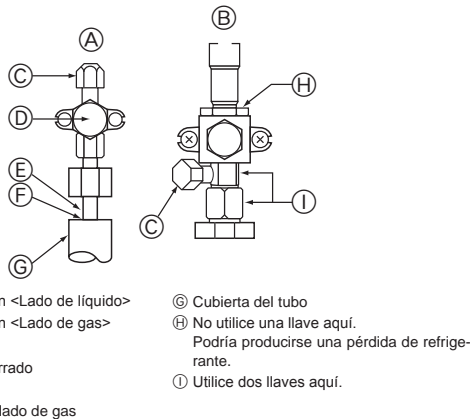 Ⓐ
Ⓑ
Ⓒ
Ⓗ
Ⓓ
Ⓔ
Ⓕ
Ⓒ
Ⓘ
Ⓖ
<Lado de líquido>
<Lado de gas>
lado de gas
Ⓖ Cubierta del tubo
Ⓗ No utilice una llave aquí.
Podría producirse una pérdida de refrige-
rante.
Ⓘ Utilice dos llaves aquí.